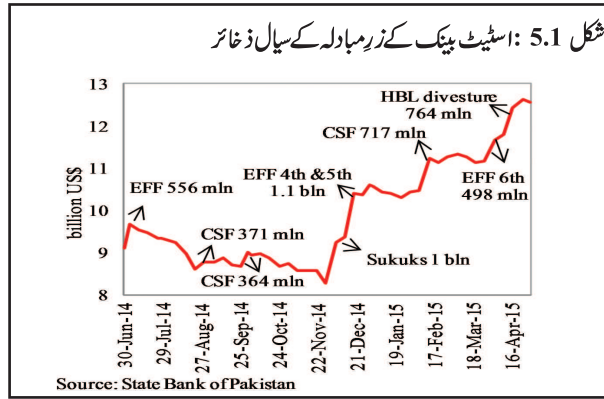 شکل 5.1 :اسٹیٹ بینک کے زرِمبادلہ کے سیال ذخائر
13
12
11
10
9
8
billion US$
EFF 556 mln
CSF 371 mln
CSF 364 mln
EFF 4th &5th
1.1 bln
Sukuks 1 bln
CSF 717 mln
HBL divesture
764 mln
EFF 6th
498 mln
30-Jun-14
29-Jul-14
27-Aug-14
25-Sep-14
24-Oct-14
22-Nov-14
21-Dec-14
19-Jan-15
17-Feb-15
18-Mar-15
16-Apr-15
Source: State Bank of Pakistan